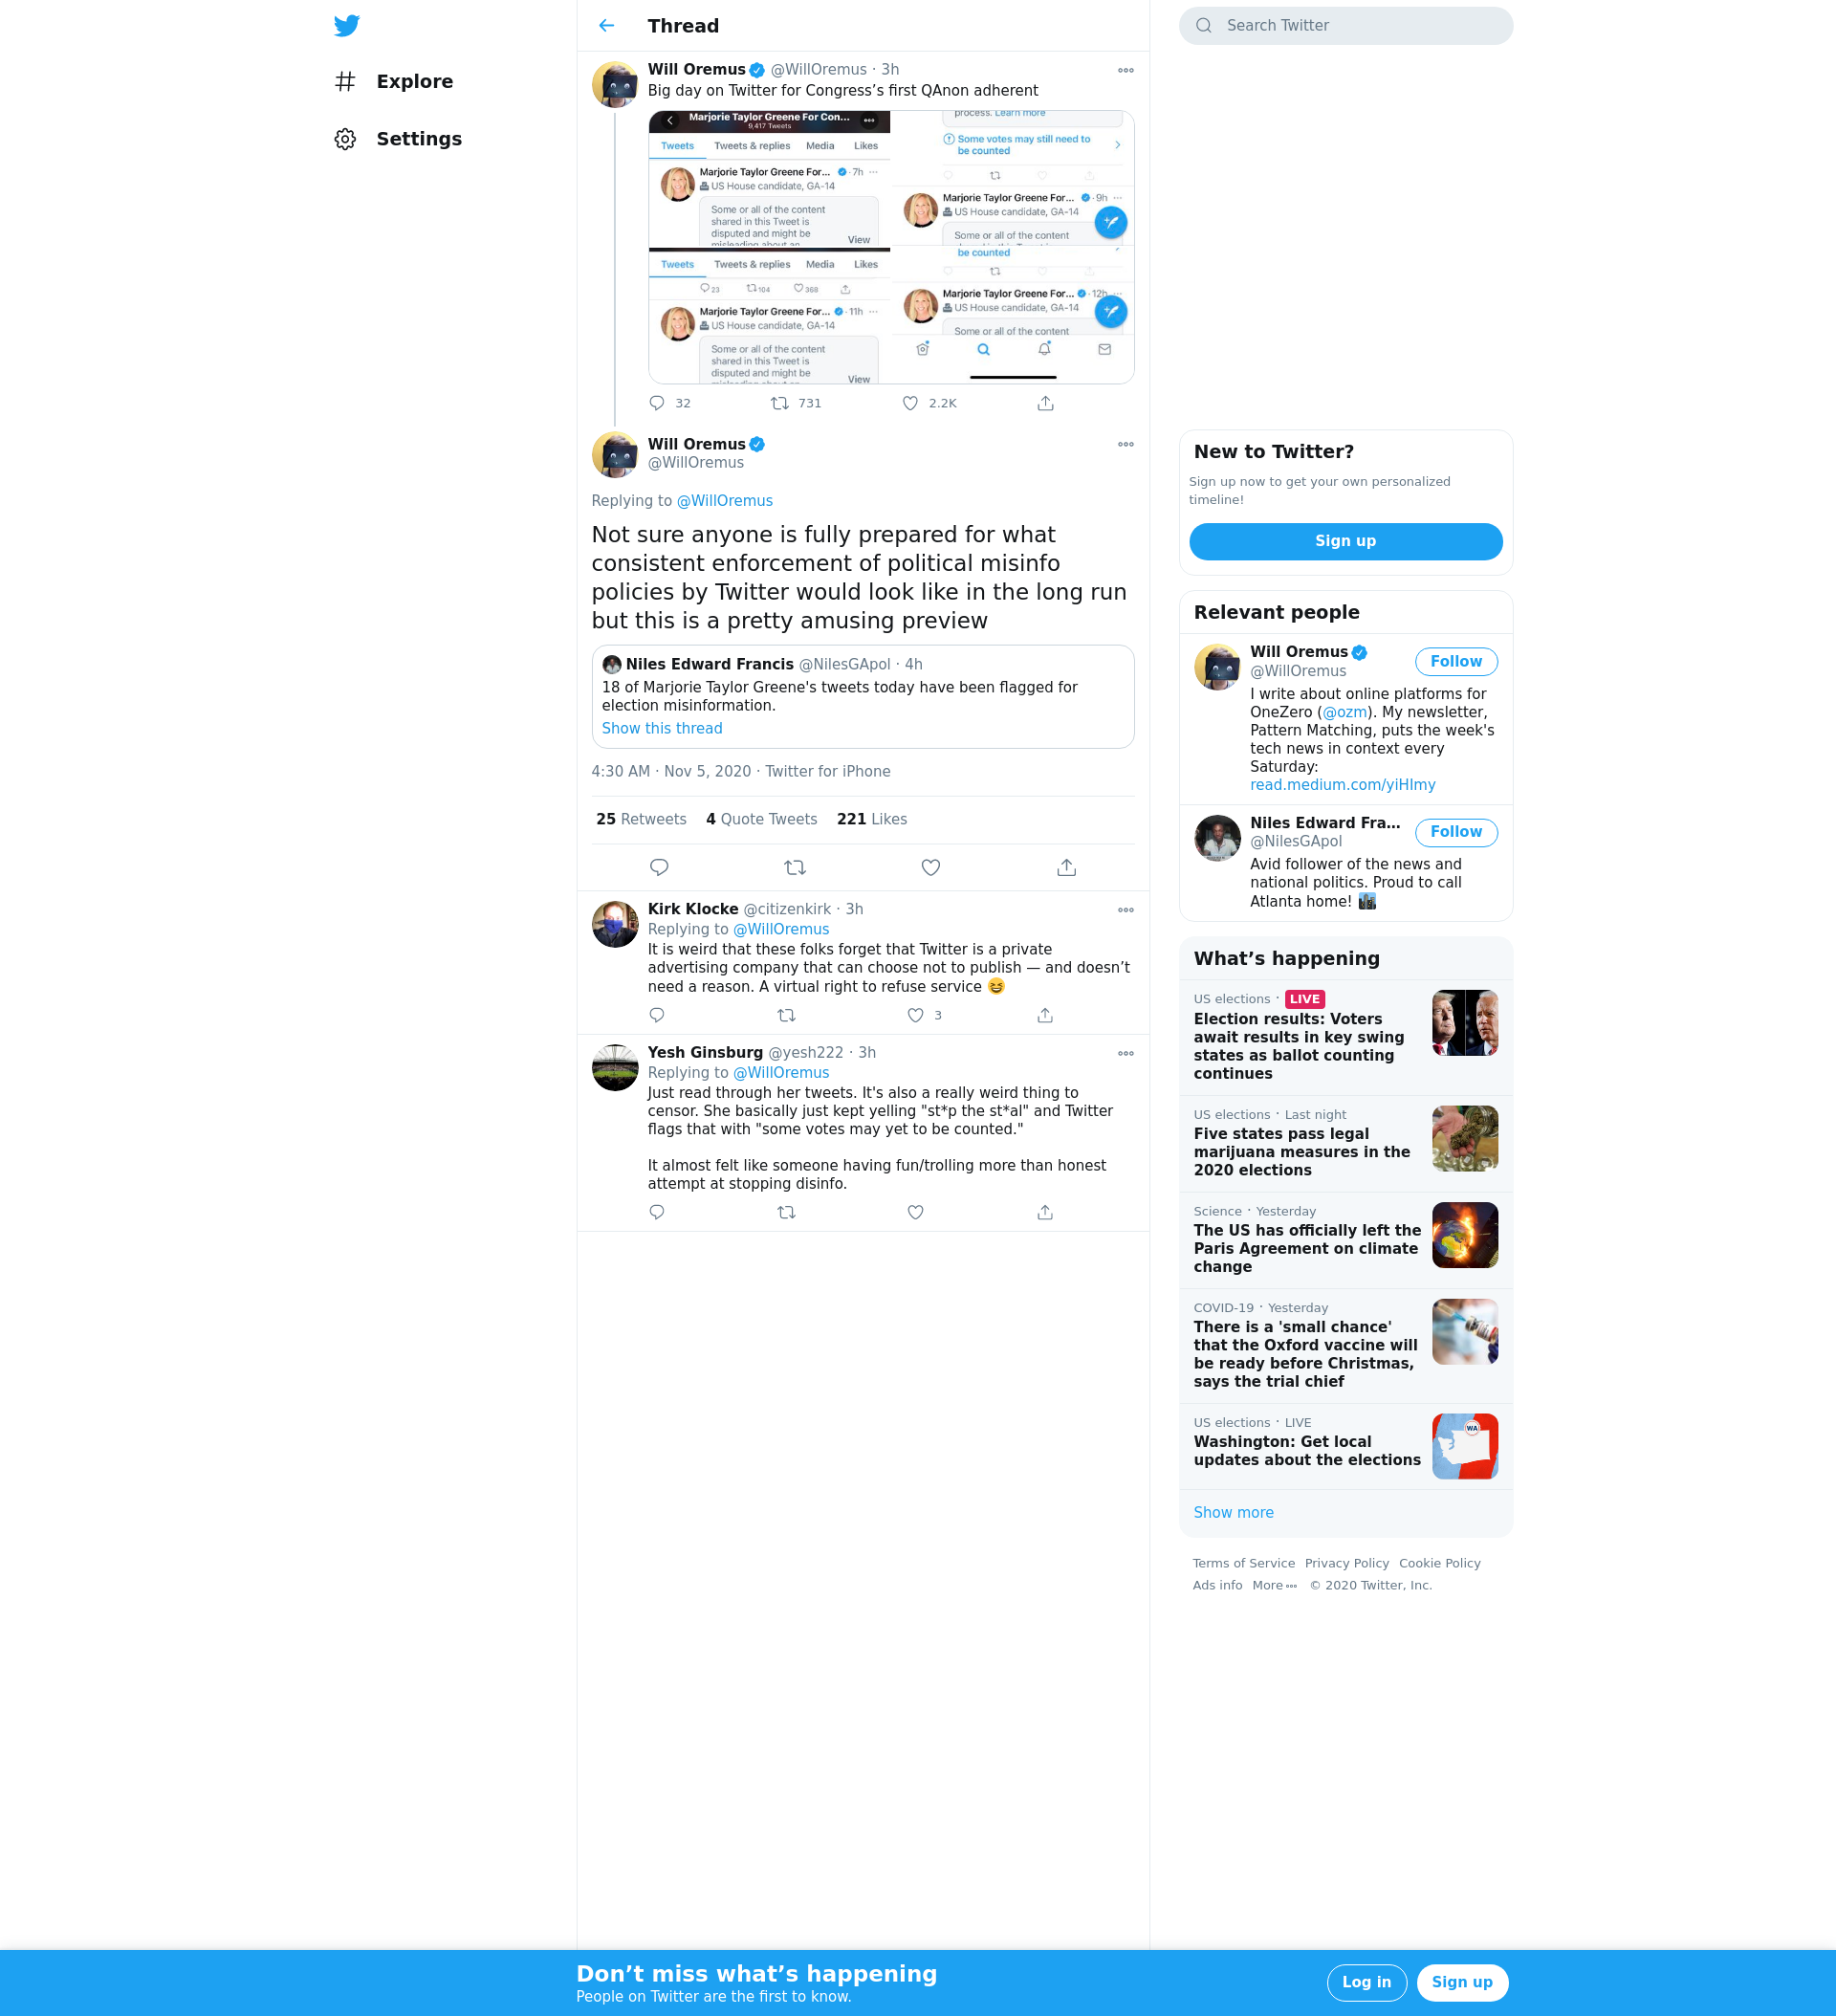 Explore
Settings
Thread
Will Oremus @WillOremus · 3h
Big day on Twitter for Congress’s first QAnon adherent
Marjorie Taylor Greene For Con...
9,417 Tweets
Tweets Tweets & replies Media Likes
Marjorie Taylor Greene For... · 7h
US House candidate, GA-14
Some or all of the content
shared in this Tweet is
disputed and might be
misleading about an
View
process. Learn more
Some votes may still need to
be counted
Marjorie Taylor Greene For... · 9h
US House candidate, GA-14
Some or all of the content
Tweets Tweets & replies Media Likes
23 104 368
Marjorie Taylor Greene For... · 11h
US House candidate, GA-14
Some or all of the content
shared in this Tweet is
disputed and might be
View
be counted
Marjorie Taylor Greene For... · 12h
US House candidate, GA-14
Some or all of the content
32 731 2.2K
Will Oremus
@WillOremus
Replying to @WillOremus
Not sure anyone is fully prepared for what
consistent enforcement of political misinfo
policies by Twitter would look like in the long run
but this is a pretty amusing preview
Niles Edward Francis @NilesGApol · 4h
18 of Marjorie Taylor Greene's tweets today have been flagged for
election misinformation.
Show this thread
4:30 AM · Nov 5, 2020 · Twitter for iPhone
25 Retweets 4 Quote Tweets 221 Likes
Kirk Klocke @citizenkirk · 3h
Replying to @WillOremus
It is weird that these folks forget that Twitter is a private
advertising company that can choose not to publish — and doesn’t
need a reason. A virtual right to refuse service 😆
3
Yesh Ginsburg @yesh222 · 3h
Replying to @WillOremus
Just read through her tweets. It's also a really weird thing to
censor. She basically just kept yelling "st*p the st*al" and Twitter
flags that with "some votes may yet to be counted."
It almost felt like someone having fun/trolling more than honest
attempt at stopping disinfo.
Search Twitter
New to Twitter?
Sign up now to get your own personalized
timeline!
Sign up
Relevant people
Will Oremus
@WillOremus
Follow
I write about online platforms for
OneZero (@ozm). My newsletter,
Pattern Matching, puts the week's
tech news in context every
Saturday:
read.medium.com/yiHImy
Niles Edward Fra...
@NilesGApol
Follow
Avid follower of the news and
national politics. Proud to call
Atlanta home!
What’s happening
US elections · LIVE
Election results: Voters
await results in key swing
states as ballot counting
continues
US elections · Last night
Five states pass legal
marijuana measures in the
2020 elections
Science · Yesterday
The US has officially left the
Paris Agreement on climate
change
COVID-19 · Yesterday
There is a 'small chance'
that the Oxford vaccine will
be ready before Christmas,
says the trial chief
US elections · LIVE
Washington: Get local
updates about the elections
WA
Show more
Terms of Service Privacy Policy Cookie Policy
Ads info More © 2020 Twitter, Inc.
Don’t miss what’s happening
People on Twitter are the first to know.
Log in
Sign up